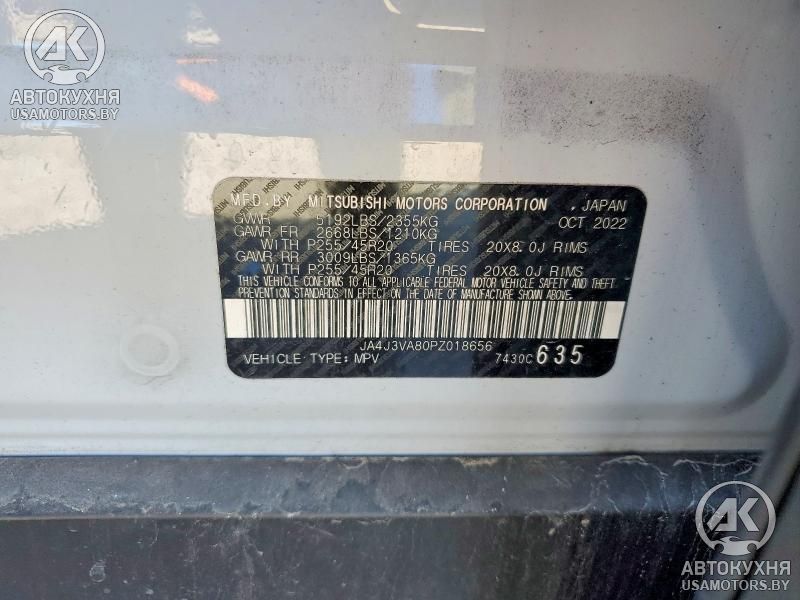 АК
АВТОКУХНЯ
USAMOTORS.BY
MFD. BY MITSUBISHI MOTORS CORPORATION , JAPAN
GVWR 5192LBS/2355KG OCT 2022
GAWR FR 2668LBS/1210KG
WITH P255/45R20 TIRES 20X8.0J RIMS
GAWR RR 3009LBS/1365KG
WITH P255/45R20 TIRES 20X8.0J RIMS
THIS VEHICLE CONFORMS TO ALL APPLICABLE FEDERAL MOTOR VEHICLE SAFETY AND THEFT
PREVENTION STANDARDS IN EFFECT ON THE DATE OF MANUFACTURE SHOWN ABOVE.
JA4J3VA80PZ018656
VEHICLE TYPE: MPV 7430C 635
АК
АВТОКУХНЯ
USAMOTORS.BY